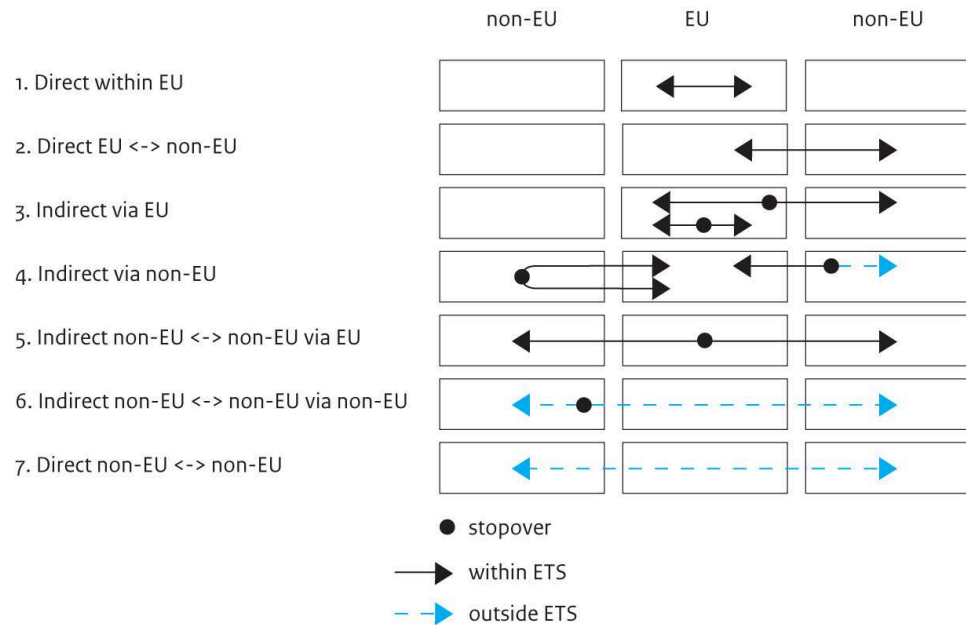 non-EU EU non-EU
1. Direct within EU
2. Direct EU <-> non-EU
3. Indirect via EU
4. Indirect via non-EU
5. Indirect non-EU <-> non-EU via EU
6. Indirect non-EU <-> non-EU via non-EU
7. Direct non-EU <-> non-EU
stopover
within ETS
outside ETS